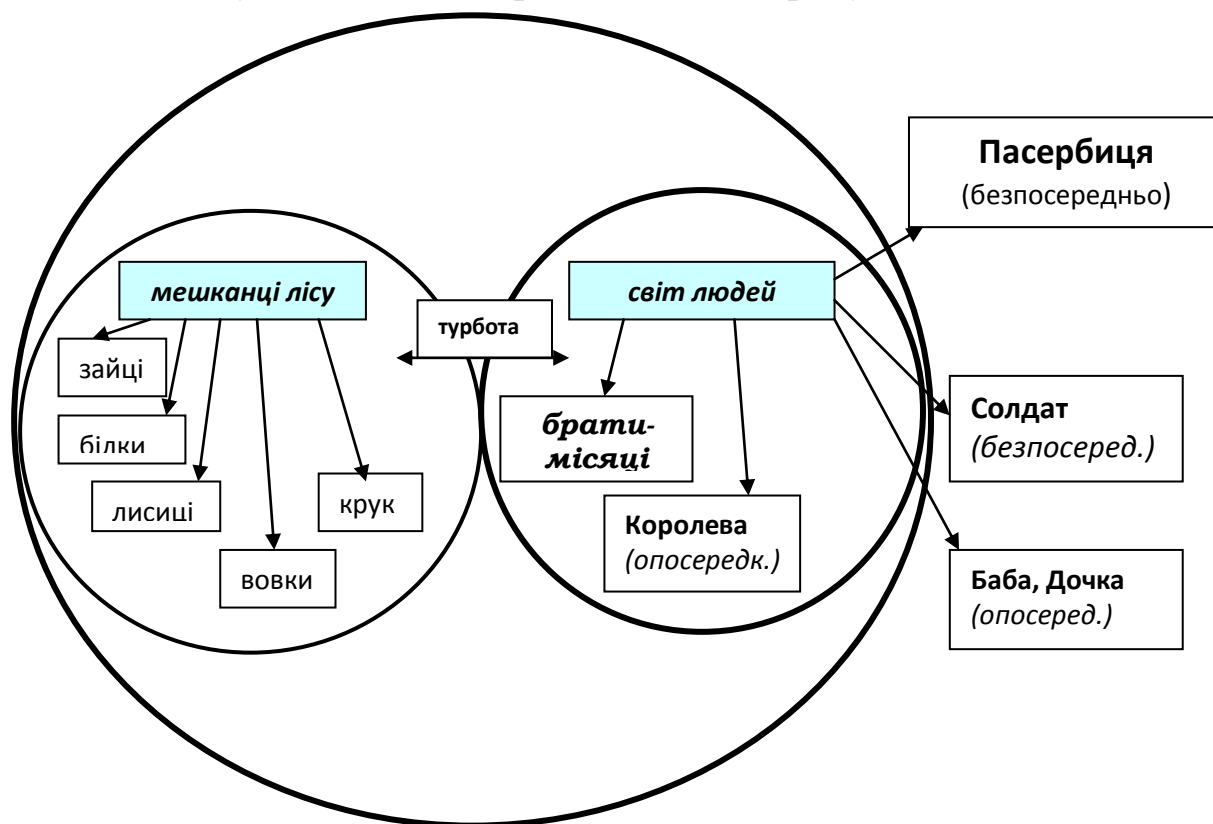 Пасербиця
(безпосередньо)
мешканці лісу
світ людей
турбота
зайці
білки
лисиці
крук
вовки
брати-
місяці
Королева
(опосередк.)
Солдат
(безпосеред.)
Баба, Дочка
(опосеред.)